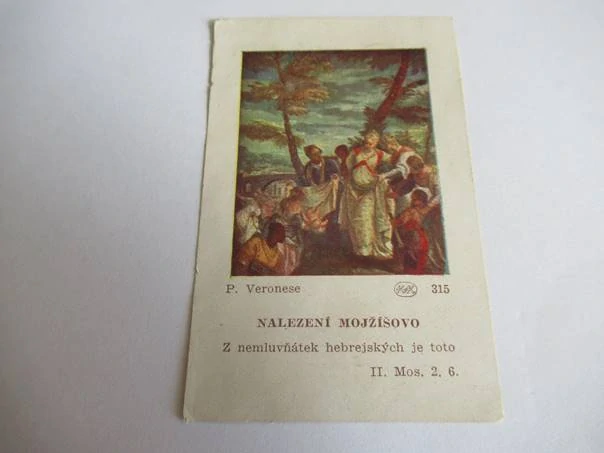 P. Veronese 315
NALEZENÍ MOJŽÍŠOVO
Z nemluvňátek hebrejských je toto
II. Mos. 2, 6.